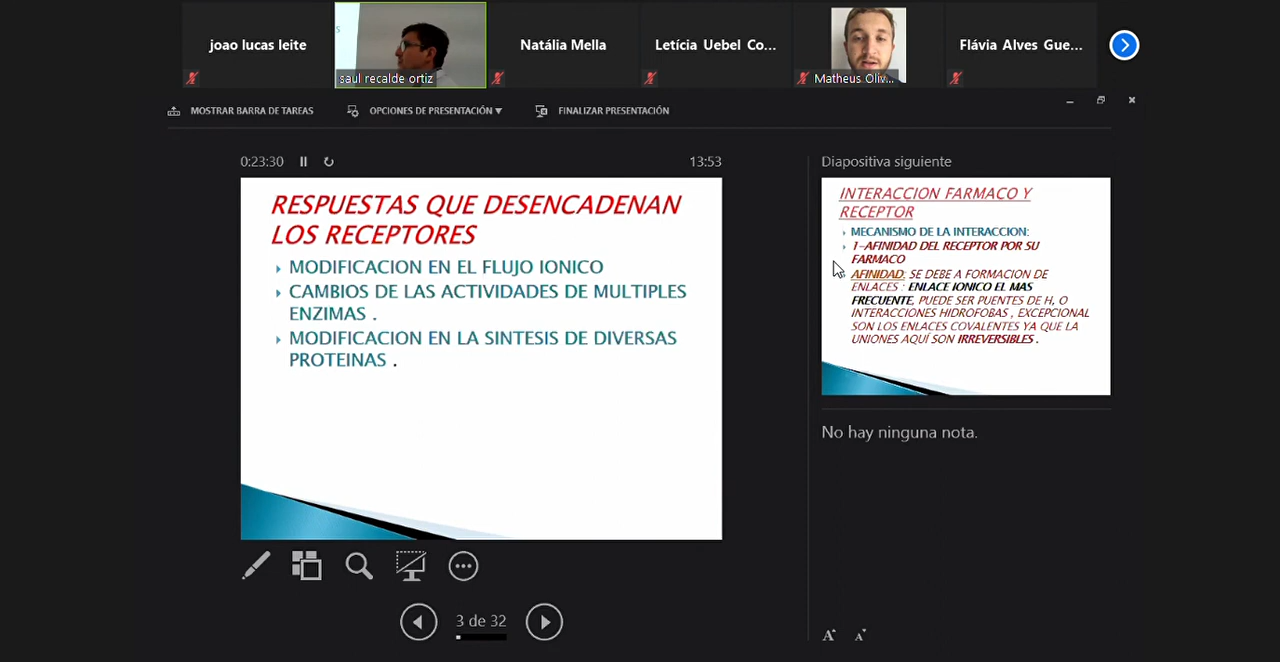 joao lucas leite
saul recalde ortiz
Natália Mella
Letícia Uebel Co...
Matheus Oliv...
Flávia Alves Gue...
MOSTRAR BARRA DE TAREAS
OPCIONES DE PRESENTACIÓN
FINALIZAR PRESENTACIÓN
0:23:30
13:53
RESPUESTAS QUE DESENCADENAN
LOS RECEPTORES
MODIFICACION EN EL FLUJO IONICO
CAMBIOS DE LAS ACTIVIDADES DE MULTIPLES
ENZIMAS .
MODIFICACION EN LA SINTESIS DE DIVERSAS
PROTEINAS .
3 de 32
Diapositiva siguiente
INTERACCION FARMACO Y
RECEPTOR
MECANISMO DE LA INTERACCION:
1-AFINIDAD DEL RECEPTOR POR SU
FARMACO
AFINIDAD: SE DEBE A FORMACION DE
ENLACES : ENLACE IONICO EL MAS
FRECUENTE, PUEDE SER PUENTES DE H, O
INTERACCIONES HIDROFOBAS , EXCEPCIONAL
SON LOS ENLACES COVALENTES YA QUE LA
UNIONES AQUÍ SON IRREVERSIBLES .
No hay ninguna nota.
A A